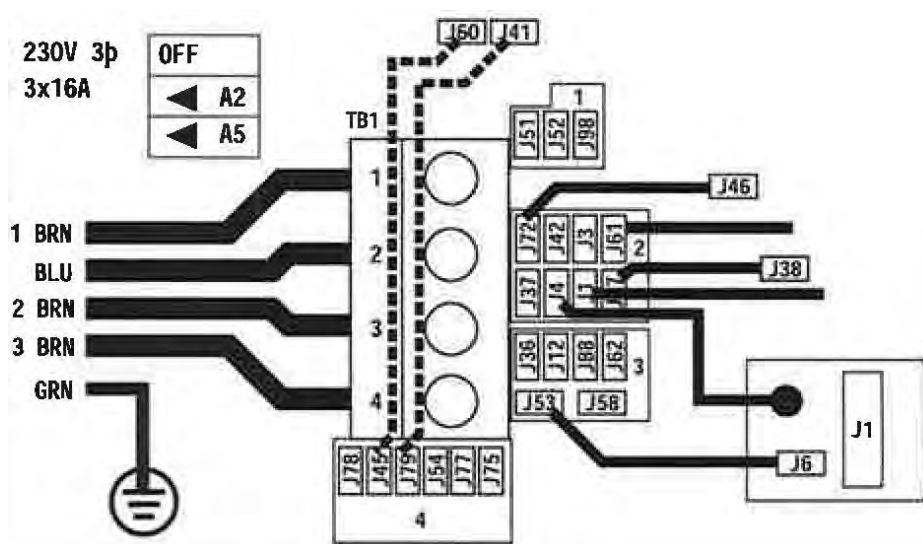 230V 3þ
3x16A
OFF
◄ A2
◄ A5
J60 J41
TB1
1
J51 J52 J98
1
2
3
4
1 BRN
BLU
2 BRN
3 BRN
GRN
J46
J72 J42 J3 J61
2
J37 J4
J38
J36 J12 J88 J62
3
J53 J58
J1
J6
J78 J45 J79 J54 J77 J75
4